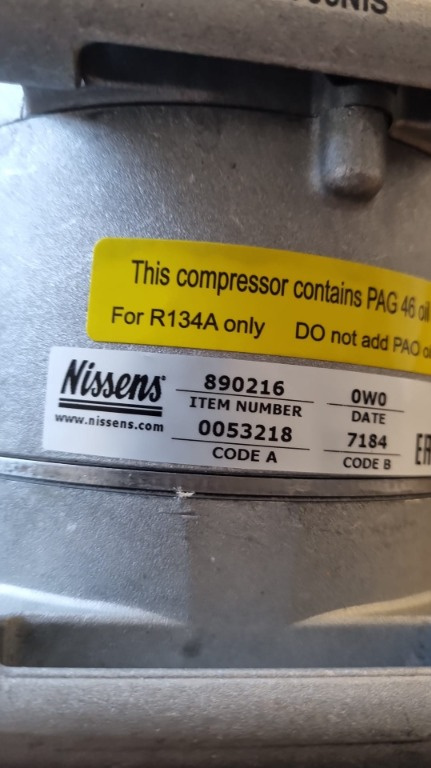 This compressor contains PAG 46 oil
For R134A only DO not add PAO
Nissens
www.nissens.com
890216
ITEM NUMBER
0053218
CODE A
0W0
DATE
7184
CODE B